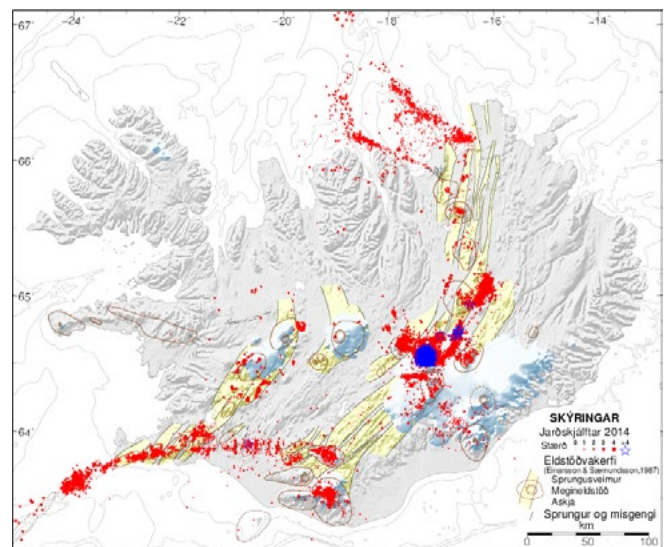 -24 -22 -20 -18 -16 -14
67°
66°
65
64
SKÝRINGAR
Jarðskjálftar 2014
Stærð 0 1 2 3 4 >4
Eldstöðvakerfi
(Einarsson & Sæmundsson, 1987)
Sprungusveimur
Megineldstöð
Askja
Sprungur og misgengi
km
0 50 100